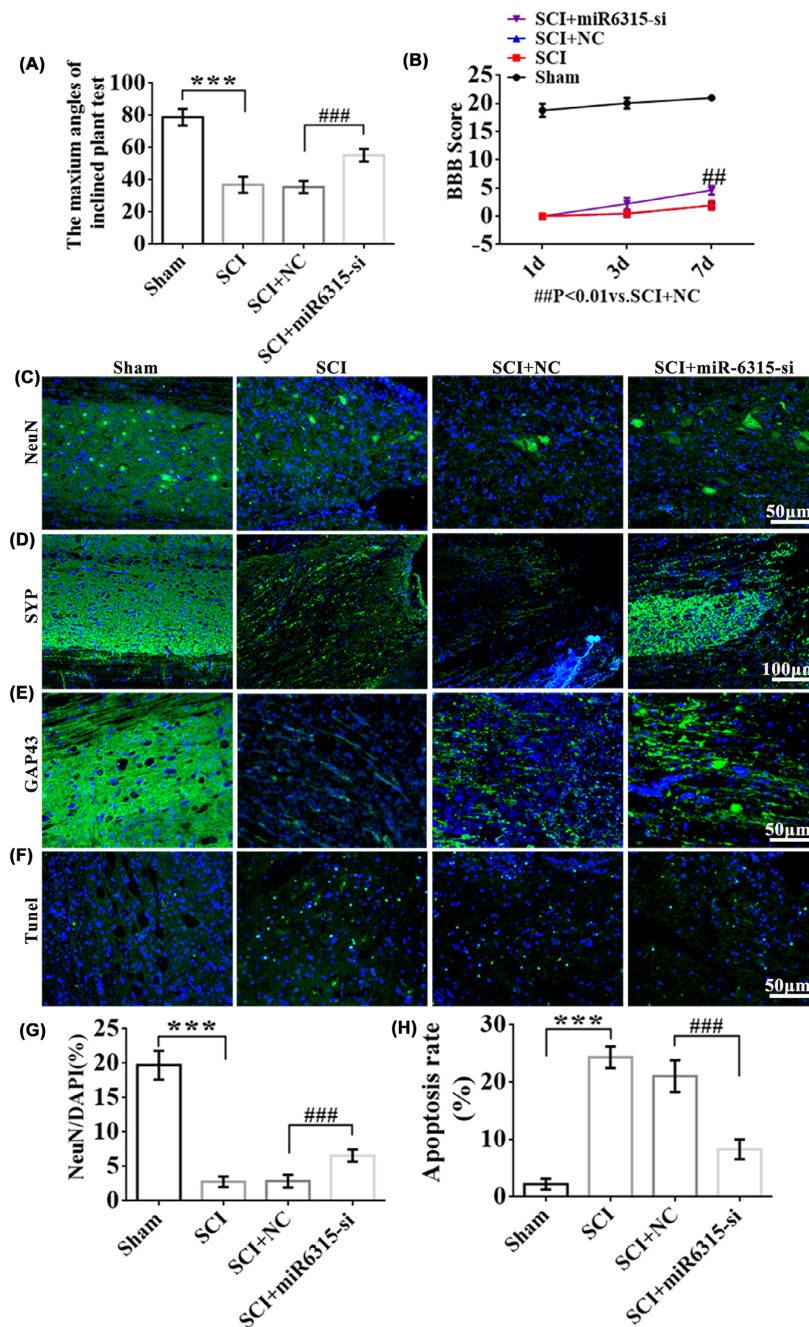 (A)
The maxium angles of
inclined plant test
100
80
60
40
20
0
***
###
Sham
SCI
SCI+NC
SCI+miR6315-si
(B)
SCI+miR6315-si
SCI+NC
SCI
Sham
BBB Score
25
20
15
10
5
0
-5
##
1d
3d
7d
##P<0.01vs.SCI+NC
Sham
SCI
SCI+NC
SCI+miR-6315-si
(C)
NeuN
50μm
(D)
SYP
100μm
(E)
GAP43
50μm
(F)
Tunel
50μm
(G)
NeuN/DAPI(%)
25
20
15
10
5
0
***
###
Sham
SCI
SCI+NC
SCI+miR6315-si
(H)
Apoptosis rate
(%)
30
20
10
0
***
###
Sham
SCI
SCI+NC
SCI+miR6315-si